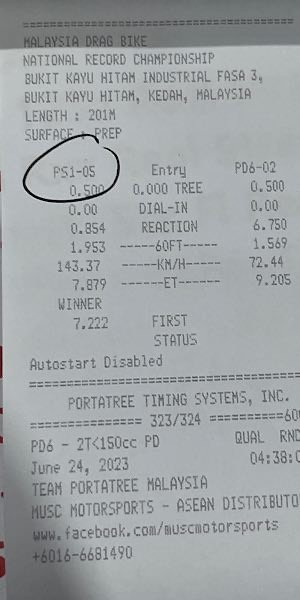 MALAYSIA DRAG BIKE
NATIONAL RECORD CHAMPIONSHIP
BUKIT KAYU HITAM INDUSTRIAL FASA 3,
BUKIT KAYU HITAM, KEDAH, MALAYSIA
LENGTH : 201M
SURFACE : PREP
PS1-05 Entry PD6-02
0.500 0.000 TREE 0.500
0.00 DIAL-IN 0.00
0.854 REACTION 6.750
1.953 -----60FT----- 1.569
143.37 -----KM/H----- 72.44
7.879 ------ET------ 9.205
WINNER
7.222 FIRST
STATUS
Autostart Disabled
PORTATREE TIMING SYSTEMS, INC.
=============== 323/324 ==========60
PD6 - 2T<150cc PD QUAL RND
June 24, 2023 04:38:0
TEAM PORTATREE MALAYSIA
MUSC MOTORSPORTS - ASEAN DISTRIBUTO
www.facebook.com/muscmotorsports
+6016-6681490